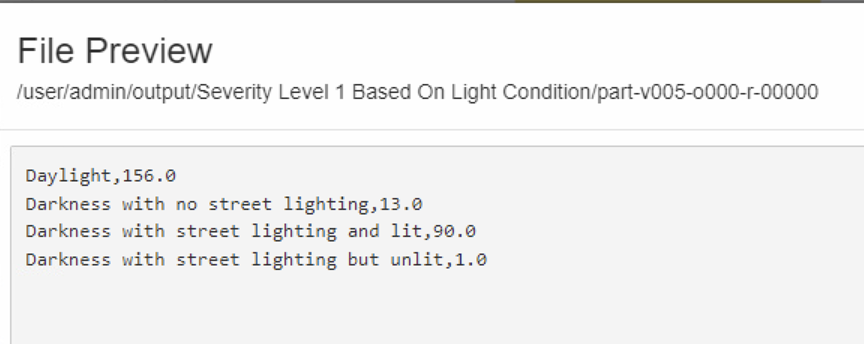 File Preview
/user/admin/output/Severity Level 1 Based On Light Condition/part-v005-o000-r-00000
Daylight,156.0
Darkness with no street lighting,13.0
Darkness with street lighting and lit,90.0
Darkness with street lighting but unlit,1.0